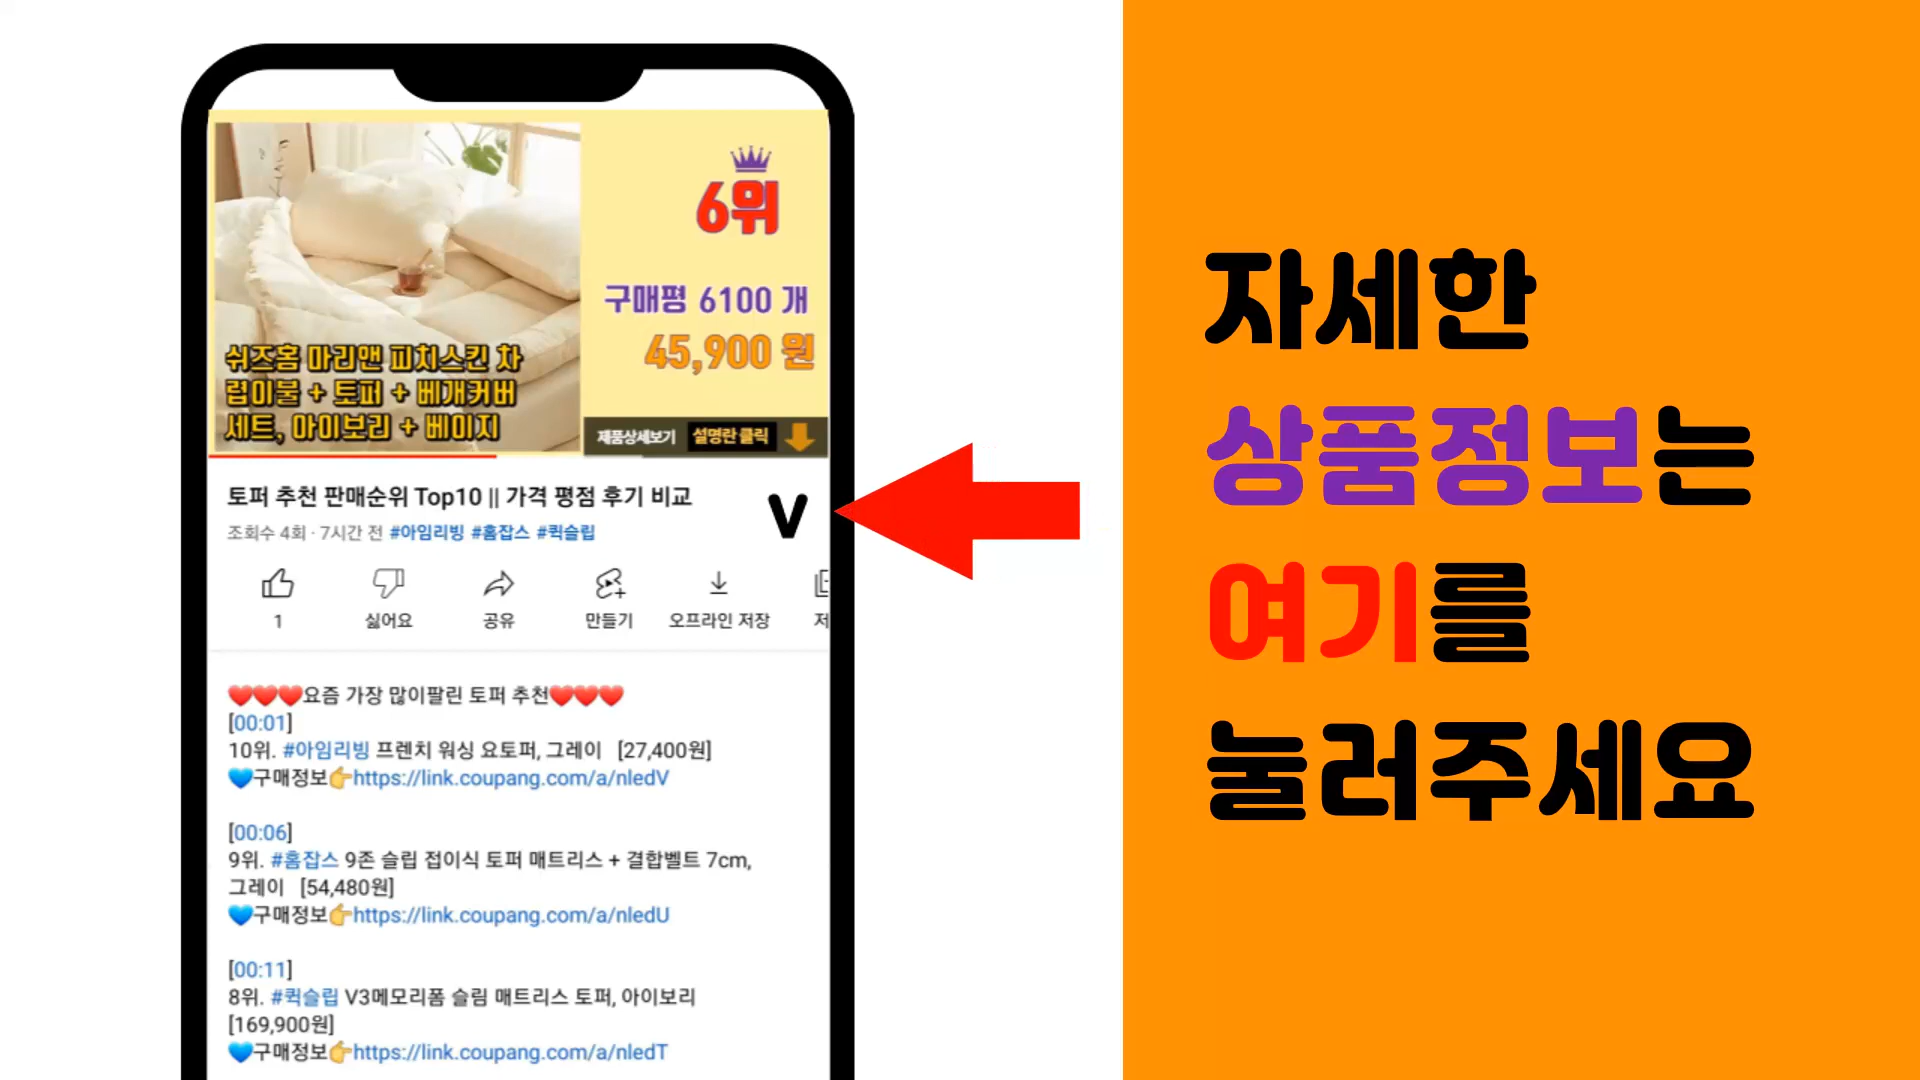 6위
구매평 6100 개
45,900 원
쉬즈홈 마리앤 피치스킨 차
렵이불 + 토퍼 + 베개커버
세트, 아이보리 + 베이지
제품상세보기 설명란 클릭
토퍼 추천 판매순위 Top10 || 가격 평점 후기 비교
V
조회수 4회 · 7시간 전 #아임리빙 #홈잡스 #퀵슬립
1 싫어요 공유 만들기 오프라인 저장 저
❤️❤️❤️요즘 가장 많이팔린 토퍼 추천❤️❤️❤️
[00:01]
10위. #아임리빙 프렌치 워싱 요토퍼, 그레이 [27,400원]
💙구매정보👉https://link.coupang.com/a/nledV
[00:06]
9위. #홈잡스 9존 슬립 접이식 토퍼 매트리스 + 결합벨트 7cm,
그레이 [54,480원]
💙구매정보👉https://link.coupang.com/a/nledU
[00:11]
8위. #퀵슬립 V3메모리폼 슬림 매트리스 토퍼, 아이보리
[169,900원]
💙구매정보👉https://link.coupang.com/a/nledT
자세한
상품정보는
여기를
눌러주세요